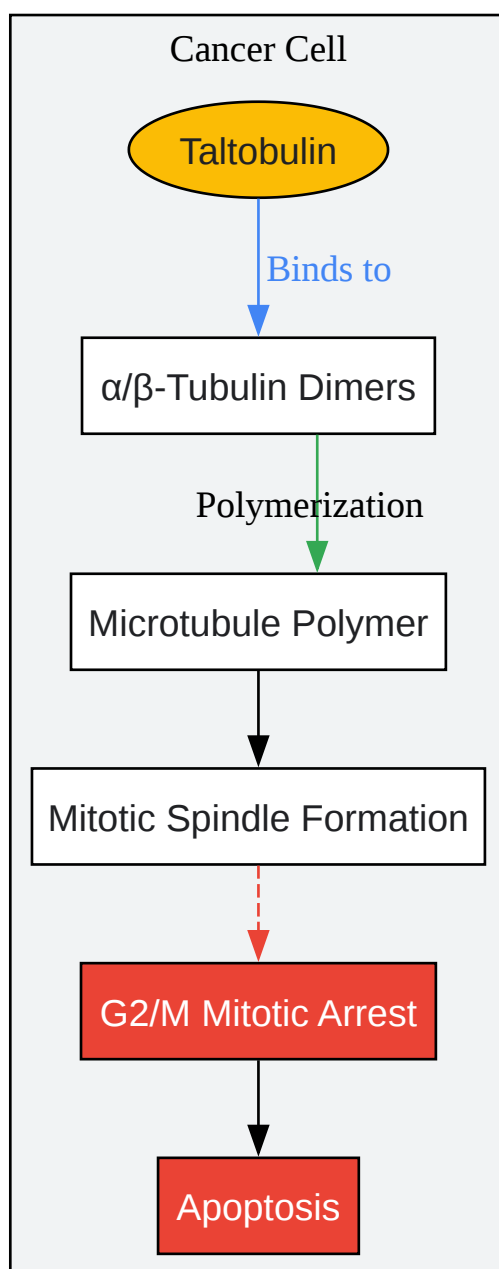 Cancer Cell
Taltobulin
Binds to
α/β-Tubulin Dimers
Polymerization
Microtubule Polymer
Mitotic Spindle Formation
G2/M Mitotic Arrest
Apoptosis